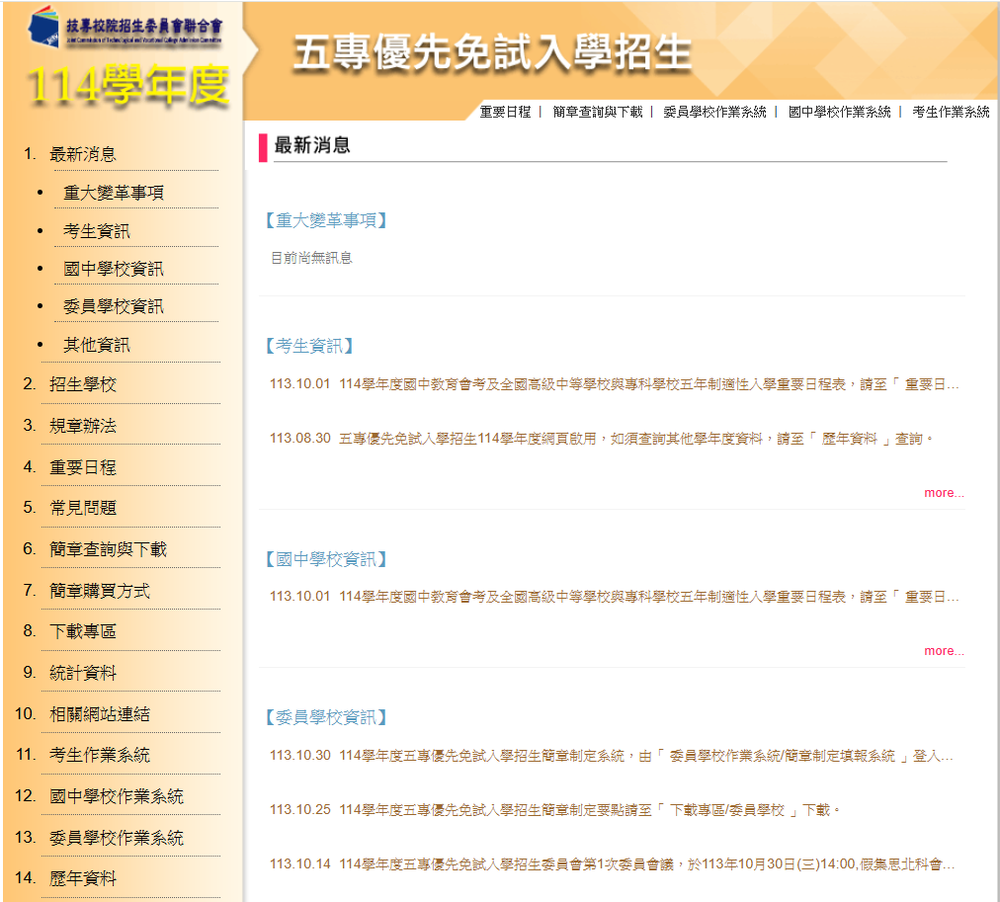 技專校院招生委員會聯合會
Joint Commission of Technological and Vocational College Admission Committee
114學年度
五專優先免試入學招生
重要日程 | 簡章查詢與下載 | 委員學校作業系統 | 國中學校作業系統 | 考生作業系統
1. 最新消息
• 重大變革事項
• 考生資訊
• 國中學校資訊
• 委員學校資訊
• 其他資訊
2. 招生學校
3. 規章辦法
4. 重要日程
5. 常見問題
6. 簡章查詢與下載
7. 簡章購買方式
8. 下載專區
9. 統計資料
10. 相關網站連結
11. 考生作業系統
12. 國中學校作業系統
13. 委員學校作業系統
14. 歷年資料
最新消息
【重大變革事項】
目前尚無訊息
【考生資訊】
113.10.01 114學年度國中教育會考及全國高級中等學校與專科學校五年制適性入學重要日程表，請至「 重要日...
113.08.30 五專優先免試入學招生114學年度網頁啟用，如須查詢其他學年度資料，請至「 歷年資料 」查詢。
more...
【國中學校資訊】
113.10.01 114學年度國中教育會考及全國高級中等學校與專科學校五年制適性入學重要日程表，請至「 重要日...
more...
【委員學校資訊】
113.10.30 114學年度五專優先免試入學招生簡章制定系統，由「 委員學校作業系統/簡章制定填報系統 」登入...
113.10.25 114學年度五專優先免試入學招生簡章制定要點請至「 下載專區/委員學校 」下載。
113.10.14 114學年度五專優先免試入學招生委員會第1次委員會議，於113年10月30日(三)14:00,假集思北科會...